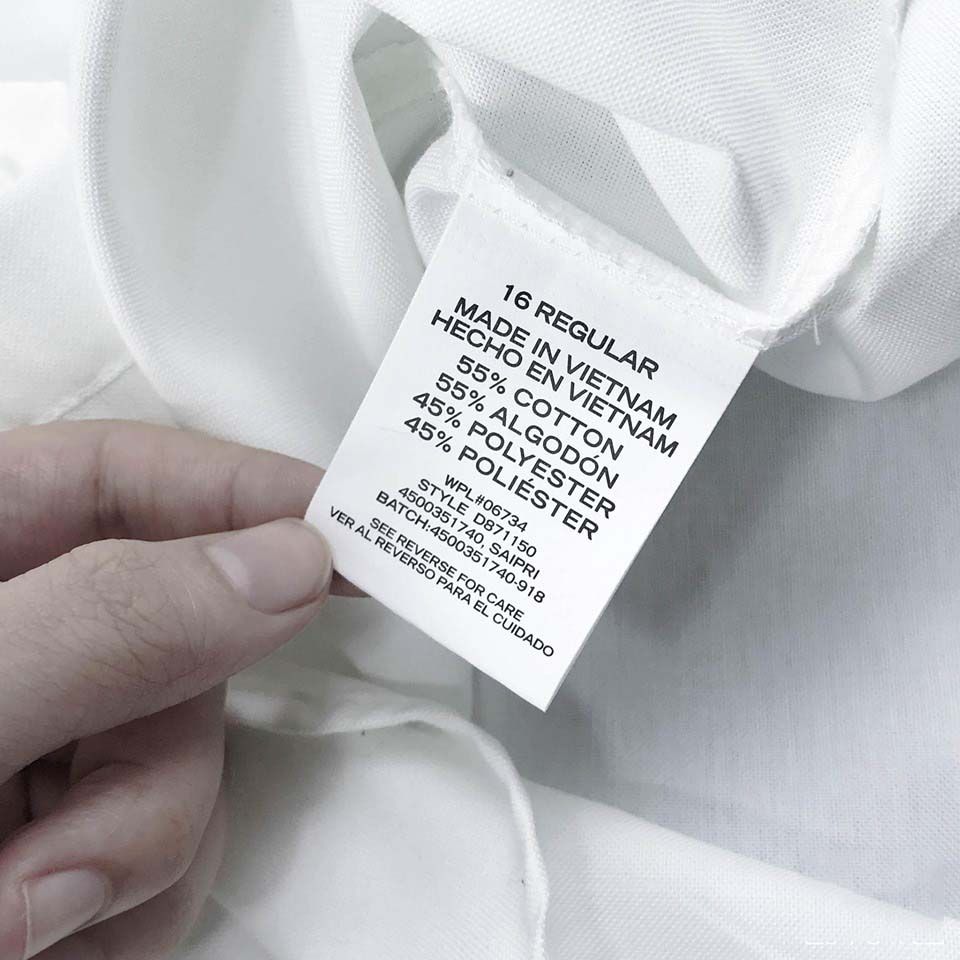 16 REGULAR
MADE IN VIETNAM
HECHO EN VIETNAM
55% COTTON
55% ALGODÓN
45% POLYESTER
45% POLIÉSTER
WPL#06734
STYLE D871150
4500351740, SAIPRI
BATCH:4500351740-918
SEE REVERSE FOR CARE
VER AL REVERSO PARA EL CUIDADO